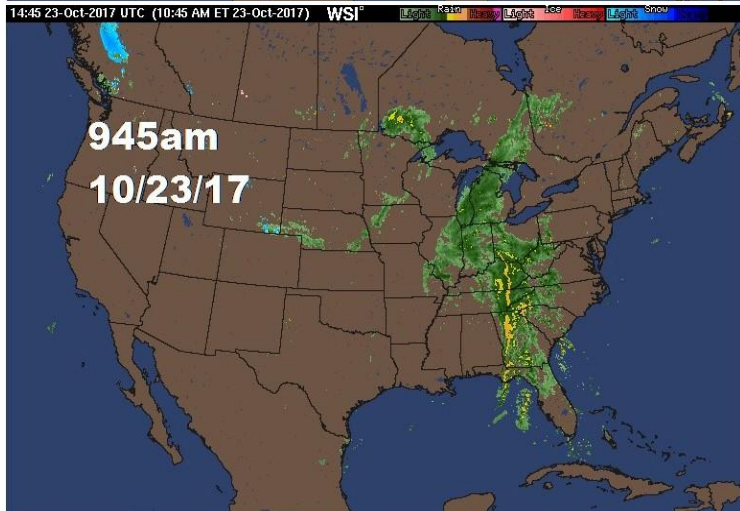 14:45 23-Oct-2017 UTC (10:45 AM ET 23-Oct-2017) WSI Light Rain Heavy Light Ice Heavy Light Snow
945am
10/23/17